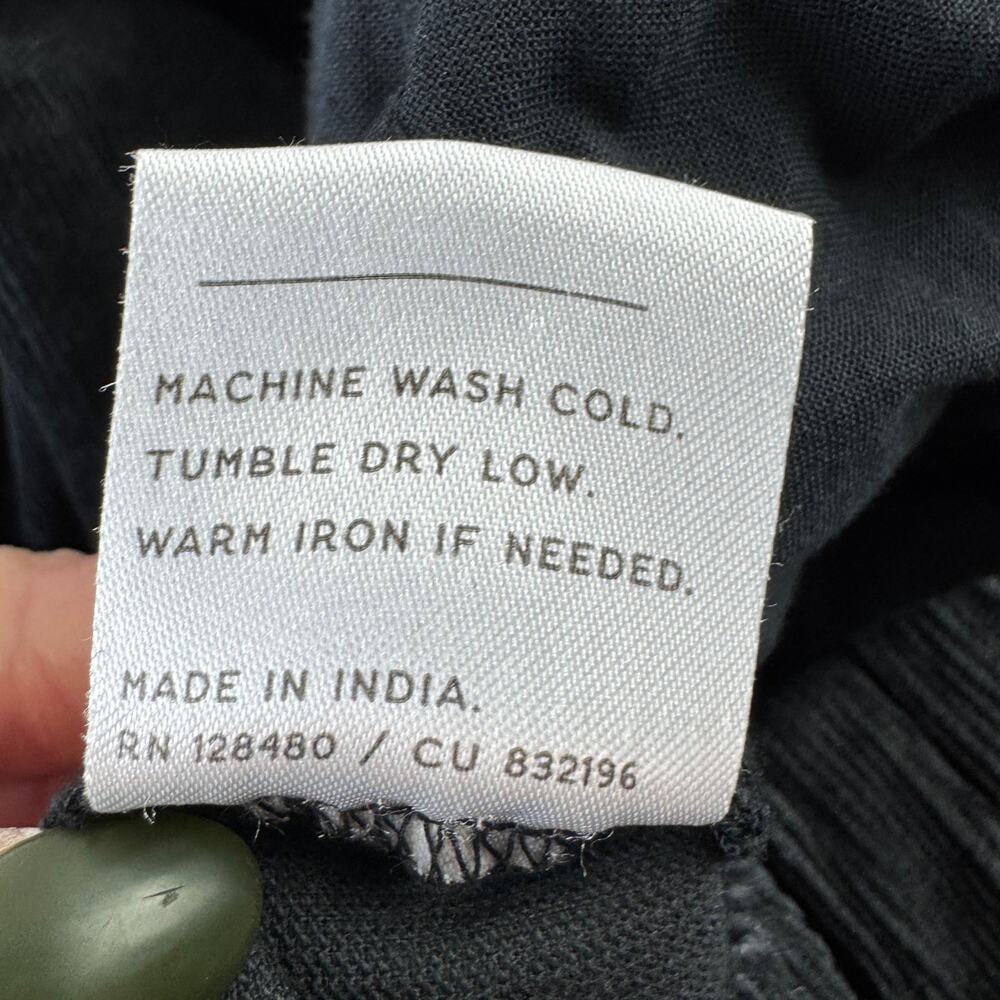 MACHINE WASH COLD.
TUMBLE DRY LOW.
WARM IRON IF NEEDED.
MADE IN INDIA.
RN 128480 / CU 832196